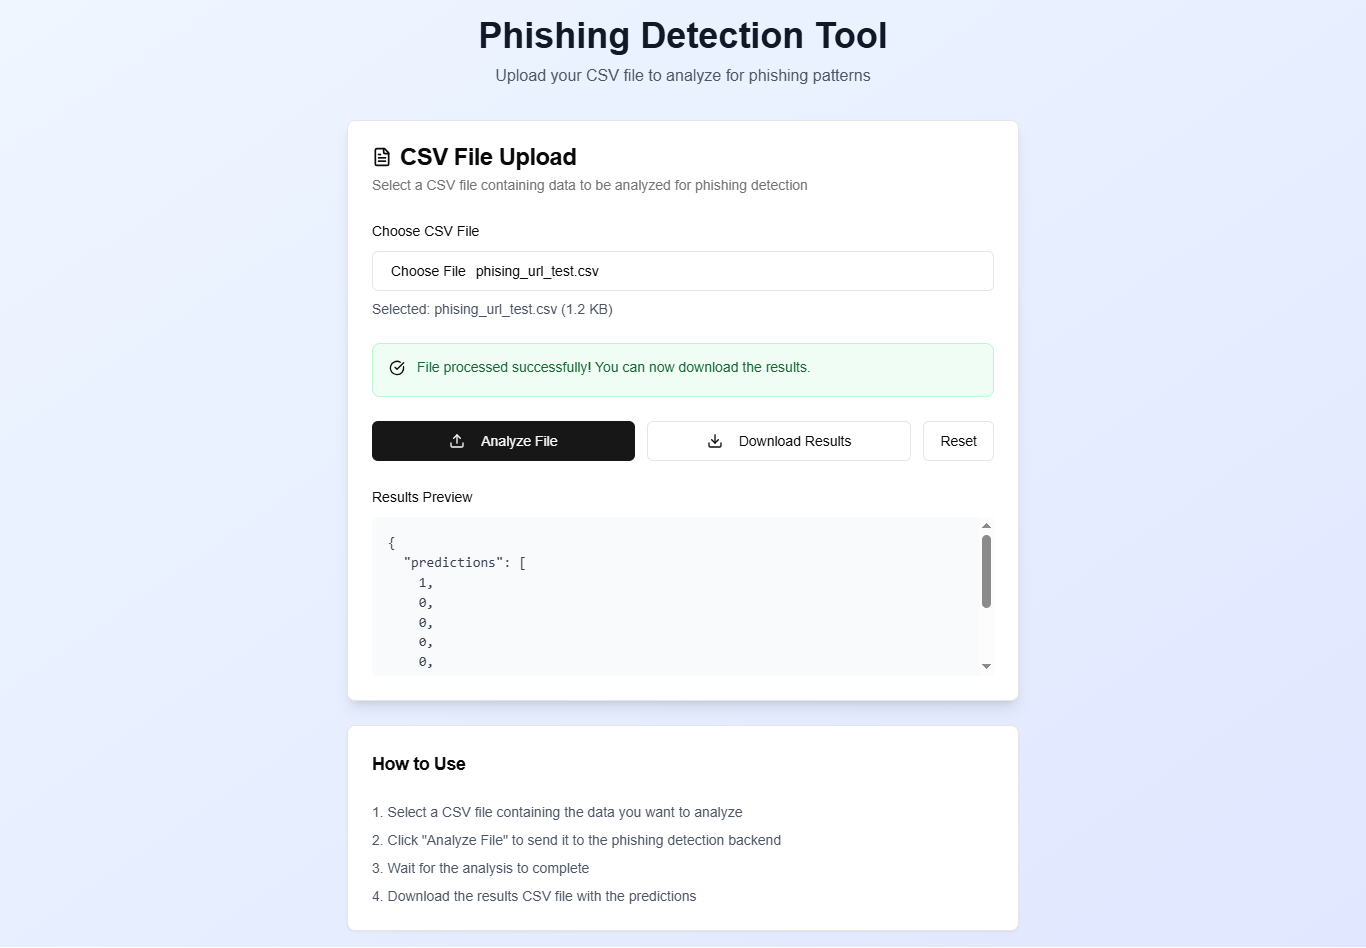 Phishing Detection Tool
Upload your CSV file to analyze for phishing patterns
CSV File Upload
Select a CSV file containing data to be analyzed for phishing detection
Choose CSV File
Choose File phising_url_test.csv
Selected: phising_url_test.csv (1.2 KB)
File processed successfully! You can now download the results.
Analyze File Download Results Reset
Results Preview
{
"predictions": [
1,
0,
0,
0,
0,
How to Use
1. Select a CSV file containing the data you want to analyze
2. Click "Analyze File" to send it to the phishing detection backend
3. Wait for the analysis to complete
4. Download the results CSV file with the predictions